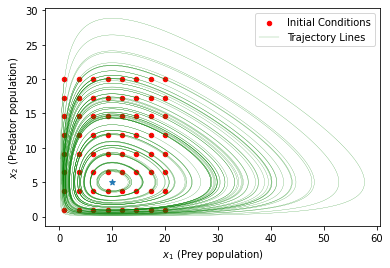 30
25
20
15
10
5
0
x₂ (Predator population)
Initial Conditions
Trajectory Lines
0 10 20 30 40 50 60
x₁ (Prey population)